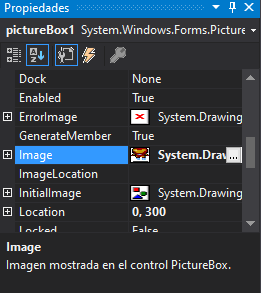 Propiedades
pictureBox1 System.Windows.Forms.Picture
Dock None
Enabled True
ErrorImage System.Drawing
GenerateMember True
Image System.Draw ...
ImageLocation
InitialImage System.Drawing
Location 0, 300
Locked False
Image
Imagen mostrada en el control PictureBox.